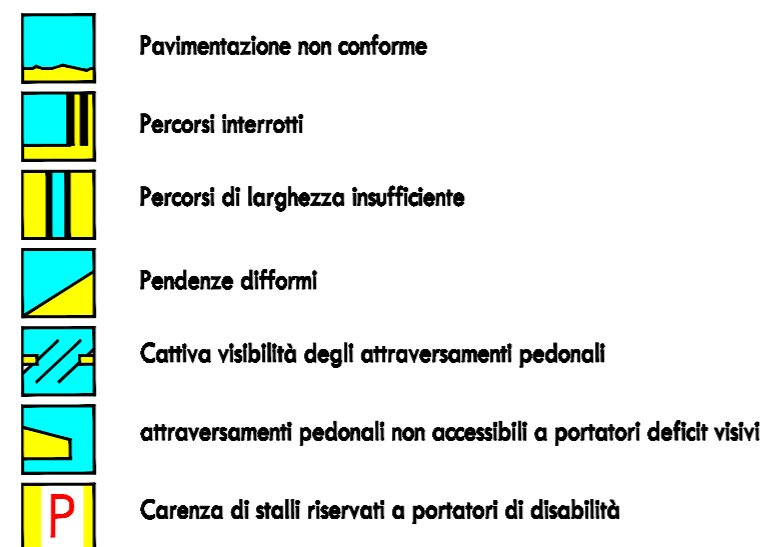 Pavimentazione non conforme
Percorsi interrotti
Percorsi di larghezza insufficiente
Pendenze difformi
Cattiva visibilità degli attraversamenti pedonali
attraversamenti pedonali non accessibili a portatori deficit visivi
P
Carenza di stalli riservati a portatori di disabilità